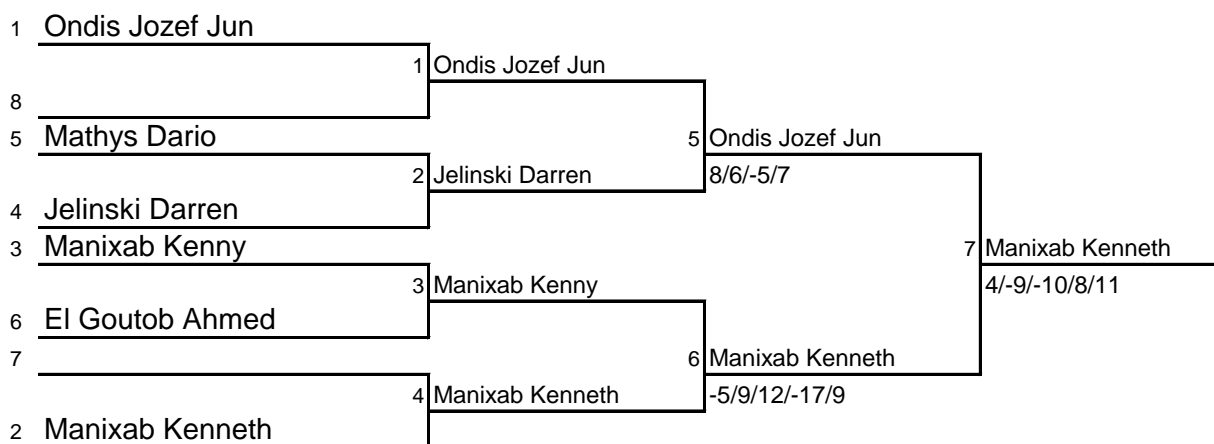 1 Ondis Jozef Jun
1 Ondis Jozef Jun
8
5 Mathys Dario
5 Ondis Jozef Jun
2 Jelinski Darren
8/6/-5/7
4 Jelinski Darren
3 Manixab Kenny
7 Manixab Kenneth
3 Manixab Kenny
4/-9/-10/8/11
6 El Goutob Ahmed
7
6 Manixab Kenneth
4 Manixab Kenneth
-5/9/12/-17/9
2 Manixab Kenneth